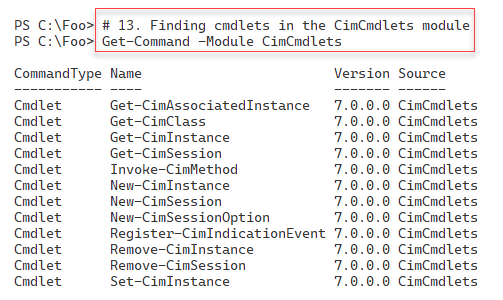 PS C:\Foo> # 13. Finding cmdlets in the CimCmdlets module
PS C:\Foo> Get-Command -Module CimCmdlets
CommandType Name Version Source
----------- ---- ------- ------
Cmdlet Get-CimAssociatedInstance 7.0.0.0 CimCmdlets
Cmdlet Get-CimClass 7.0.0.0 CimCmdlets
Cmdlet Get-CimInstance 7.0.0.0 CimCmdlets
Cmdlet Get-CimSession 7.0.0.0 CimCmdlets
Cmdlet Invoke-CimMethod 7.0.0.0 CimCmdlets
Cmdlet New-CimInstance 7.0.0.0 CimCmdlets
Cmdlet New-CimSession 7.0.0.0 CimCmdlets
Cmdlet New-CimSessionOption 7.0.0.0 CimCmdlets
Cmdlet Register-CimIndicationEvent 7.0.0.0 CimCmdlets
Cmdlet Remove-CimInstance 7.0.0.0 CimCmdlets
Cmdlet Remove-CimSession 7.0.0.0 CimCmdlets
Cmdlet Set-CimInstance 7.0.0.0 CimCmdlets